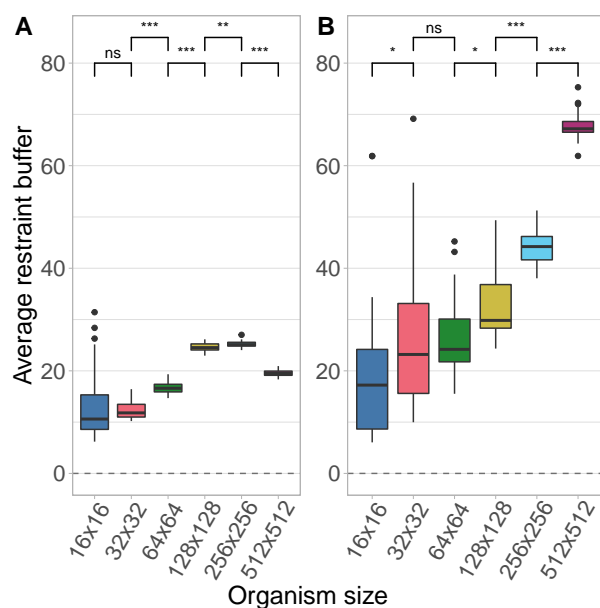 A
B
*** **
ns *** ***
ns ***
* * ***
80
60
40
20
0
80
60
40
20
0
Average restraint buffer
16x16
32x32
64x64
128x128
256x256
512x512
16x16
32x32
64x64
128x128
256x256
512x512
Organism size